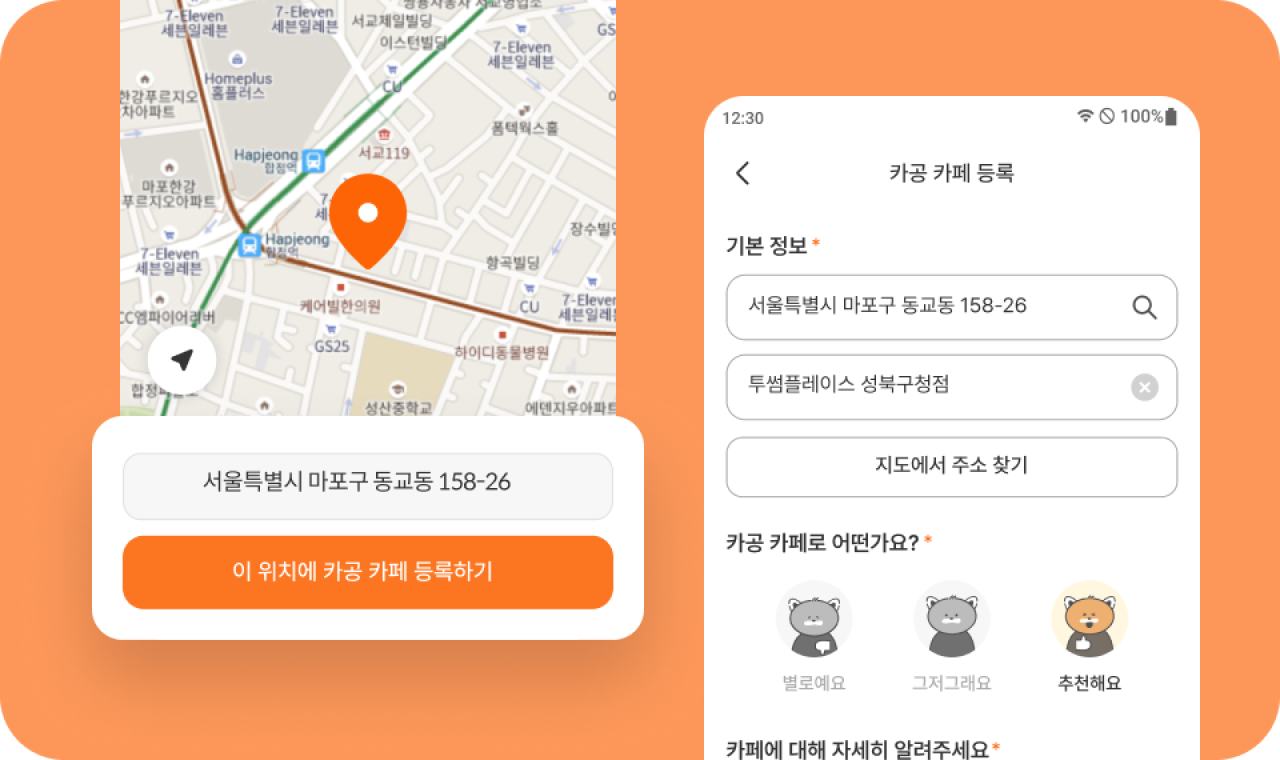 7-Eleven
세븐일레븐
7-Eleven
세븐일레븐
서교제일빌딩
이스턴빌딩
7-Eleven
세븐일레븐
GS
Homeplus
홈플러스
CU
한강푸르지오
차아파트
폼텍웍스홀
서교119
Hapjeong
합정역
마포한강
푸르지오아파트
7-
세
장수빌
Hapjeong
합정역
7-Eleven
세븐일레븐
항곡빌딩
케어빌한의원
CU
7-Eleven
세븐일레븐
CC엠파이어리버
GS25
하이디동물병원
합정
성산중학교
에덴지우아파트
서울특별시 마포구 동교동 158-26
이 위치에 카공 카페 등록하기
12:30
100%
카공 카페 등록
기본 정보 *
서울특별시 마포구 동교동 158-26
투썸플레이스 성북구청점
지도에서 주소 찾기
카공 카페로 어떤가요? *
별로예요
그저그래요
추천해요
카페에 대해 자세히 알려주세요 *